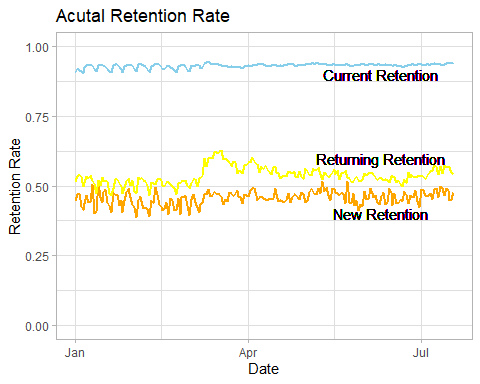 Acutal Retention Rate
1.00
Current Retention
0.75
Returning Retention
0.50
New Retention
0.25
0.00
Jan Apr Jul
Date
Retention Rate